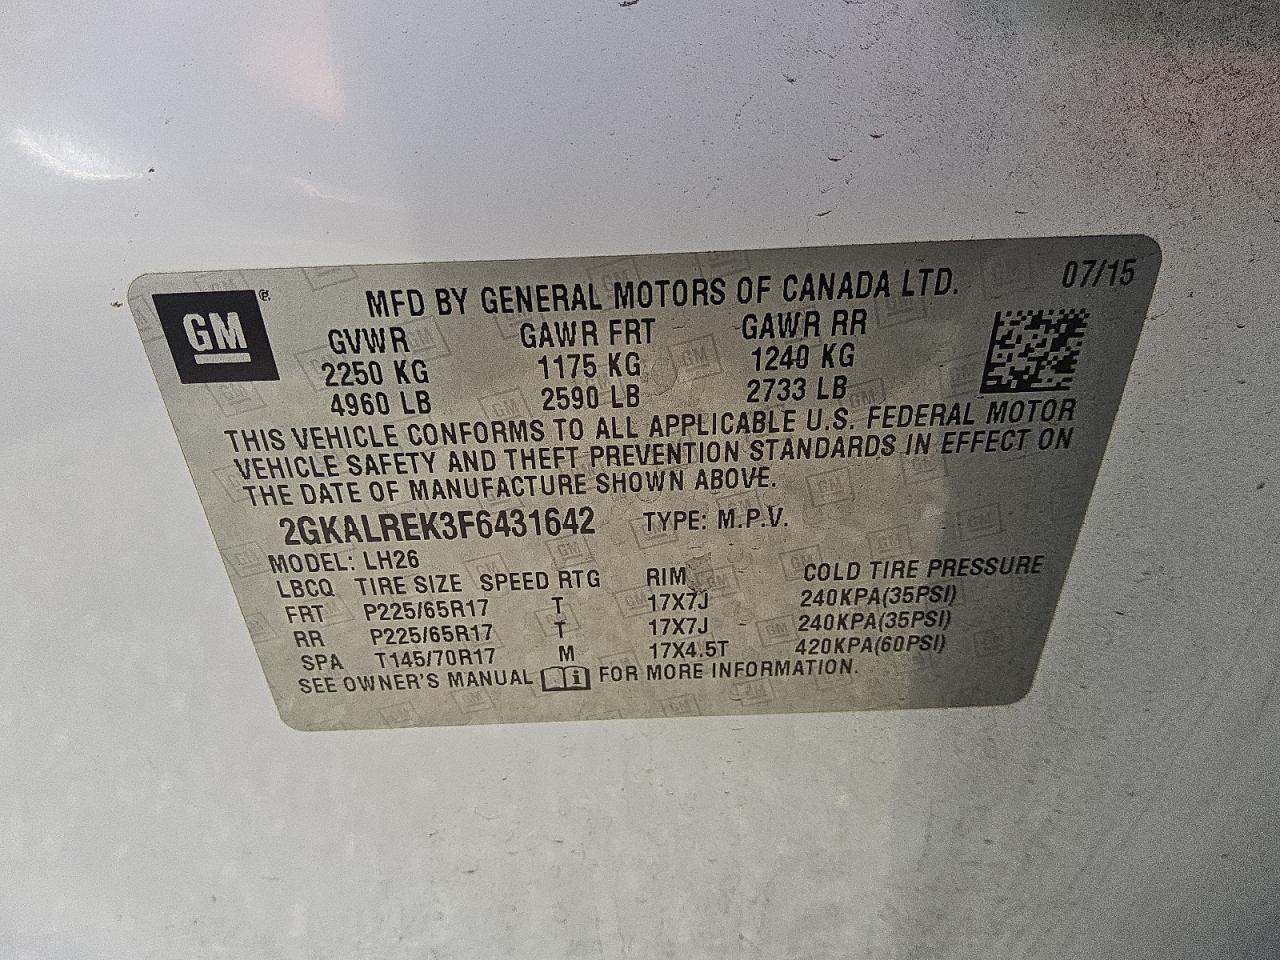 GM ® MFD BY GENERAL MOTORS OF CANADA LTD. 07/15
GVWR GAWR FRT GAWR RR
2250 KG 1175 KG 1240 KG
4960 LB 2590 LB 2733 LB
THIS VEHICLE CONFORMS TO ALL APPLICABLE U.S. FEDERAL MOTOR
VEHICLE SAFETY AND THEFT PREVENTION STANDARDS IN EFFECT ON
THE DATE OF MANUFACTURE SHOWN ABOVE.
2GKALREK3F6431642 TYPE: M.P.V.
MODEL: LH26
LBCQ TIRE SIZE SPEED RTG RIM COLD TIRE PRESSURE
FRT P225/65R17 T 17X7J 240KPA(35PSI)
RR P225/65R17 T 17X7J 240KPA(35PSI)
SPA T145/70R17 M 17X4.5T 420KPA(60PSI)
SEE OWNER'S MANUAL FOR MORE INFORMATION.